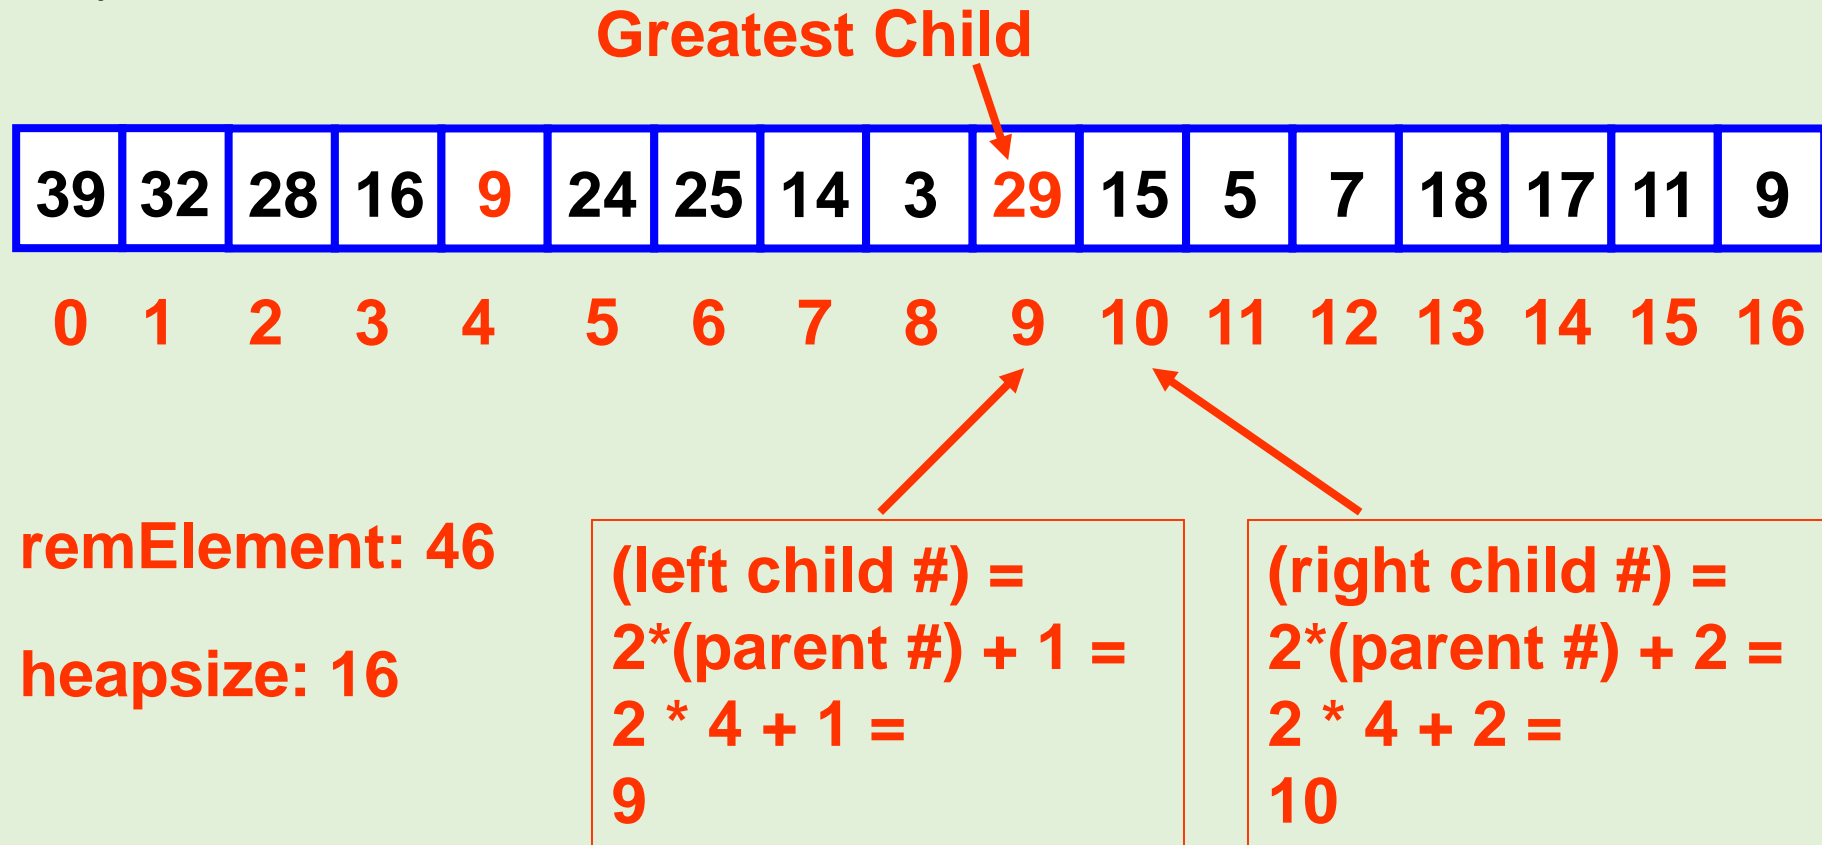 Greatest Child
39 32 28 16 9 24 25 14 3 29 15 5 7 18 17 11 9
0 1 2 3 4 5 6 7 8 9 10 11 12 13 14 15 16
remElement: 46
heapsize: 16
(left child #) =
2*(parent #) + 1 =
2 * 4 + 1 =
9
(right child #) =
2*(parent #) + 2 =
2 * 4 + 2 =
10